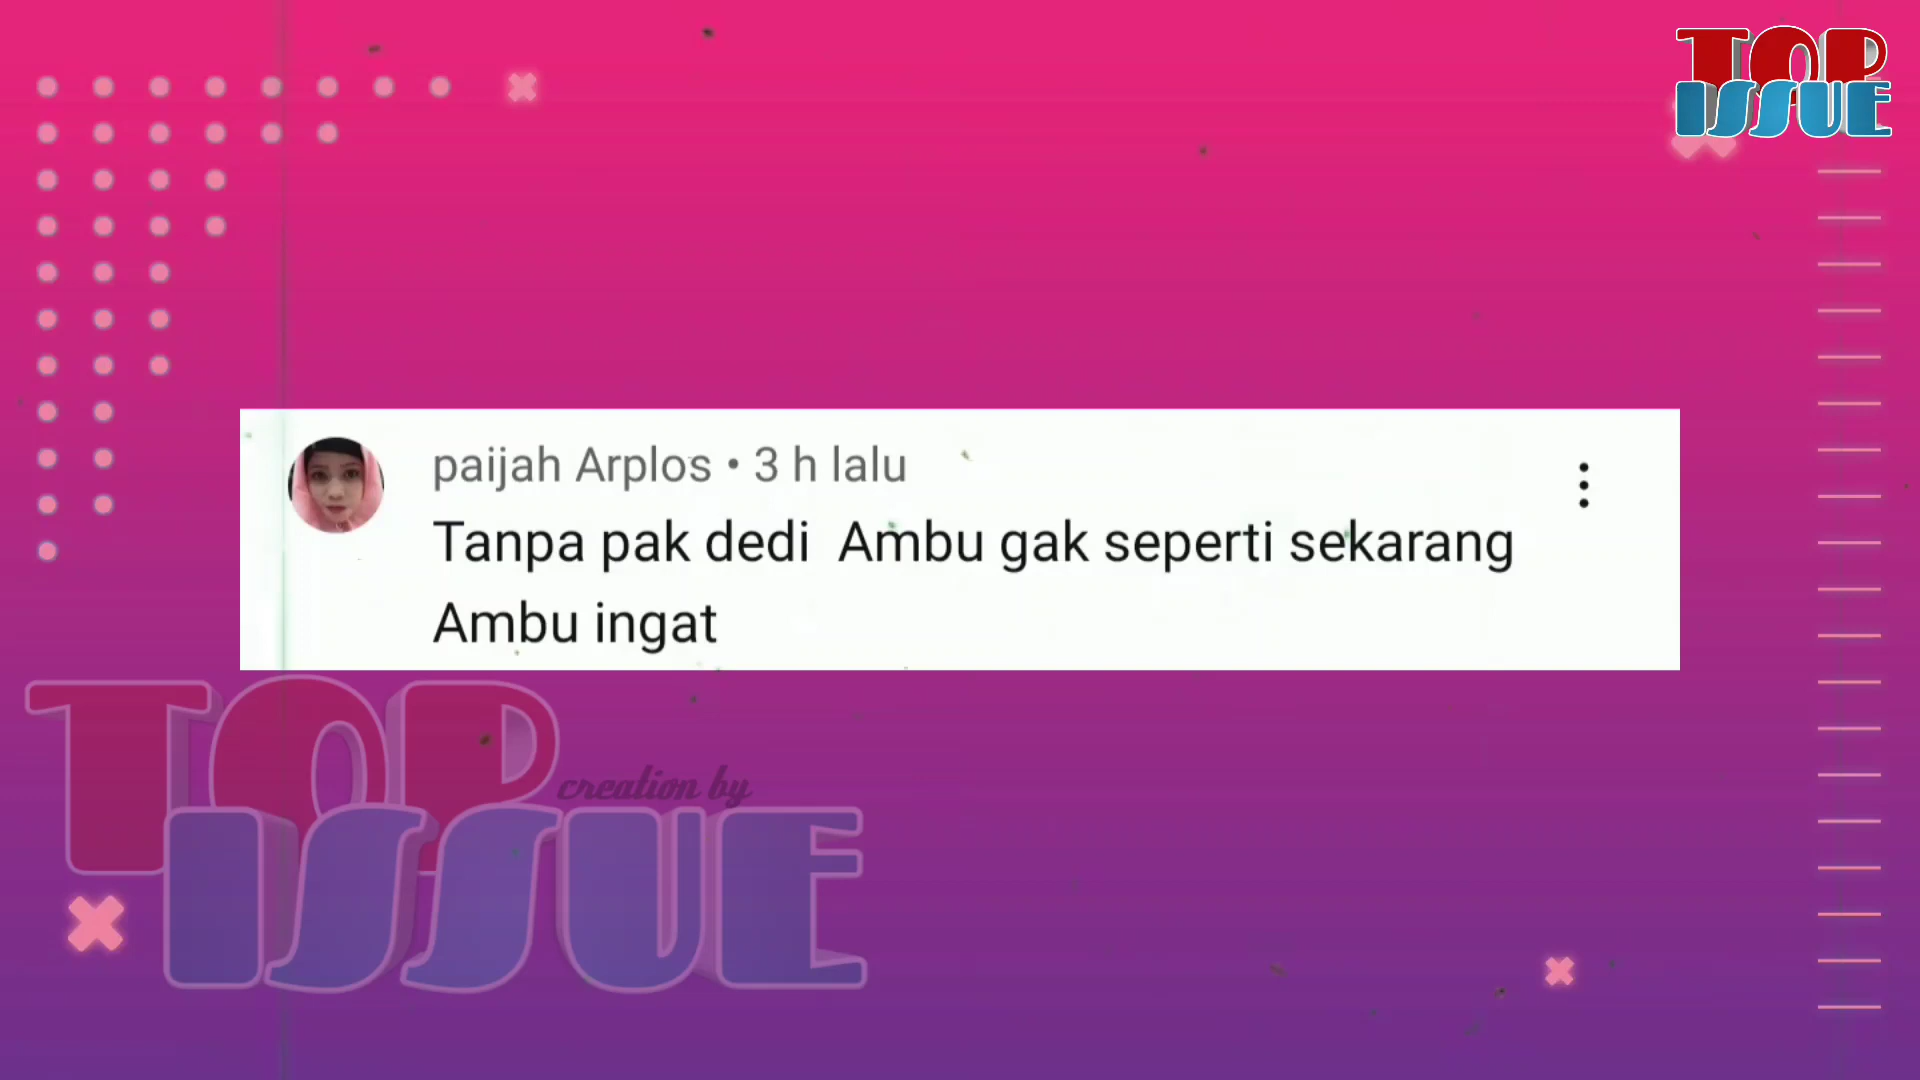 TOP
ISSUE
paijah Arplos • 3 h lalu
Tanpa pak dedi  Ambu gak seperti sekarang
Ambu ingat
TOP
creation by
ISSUE